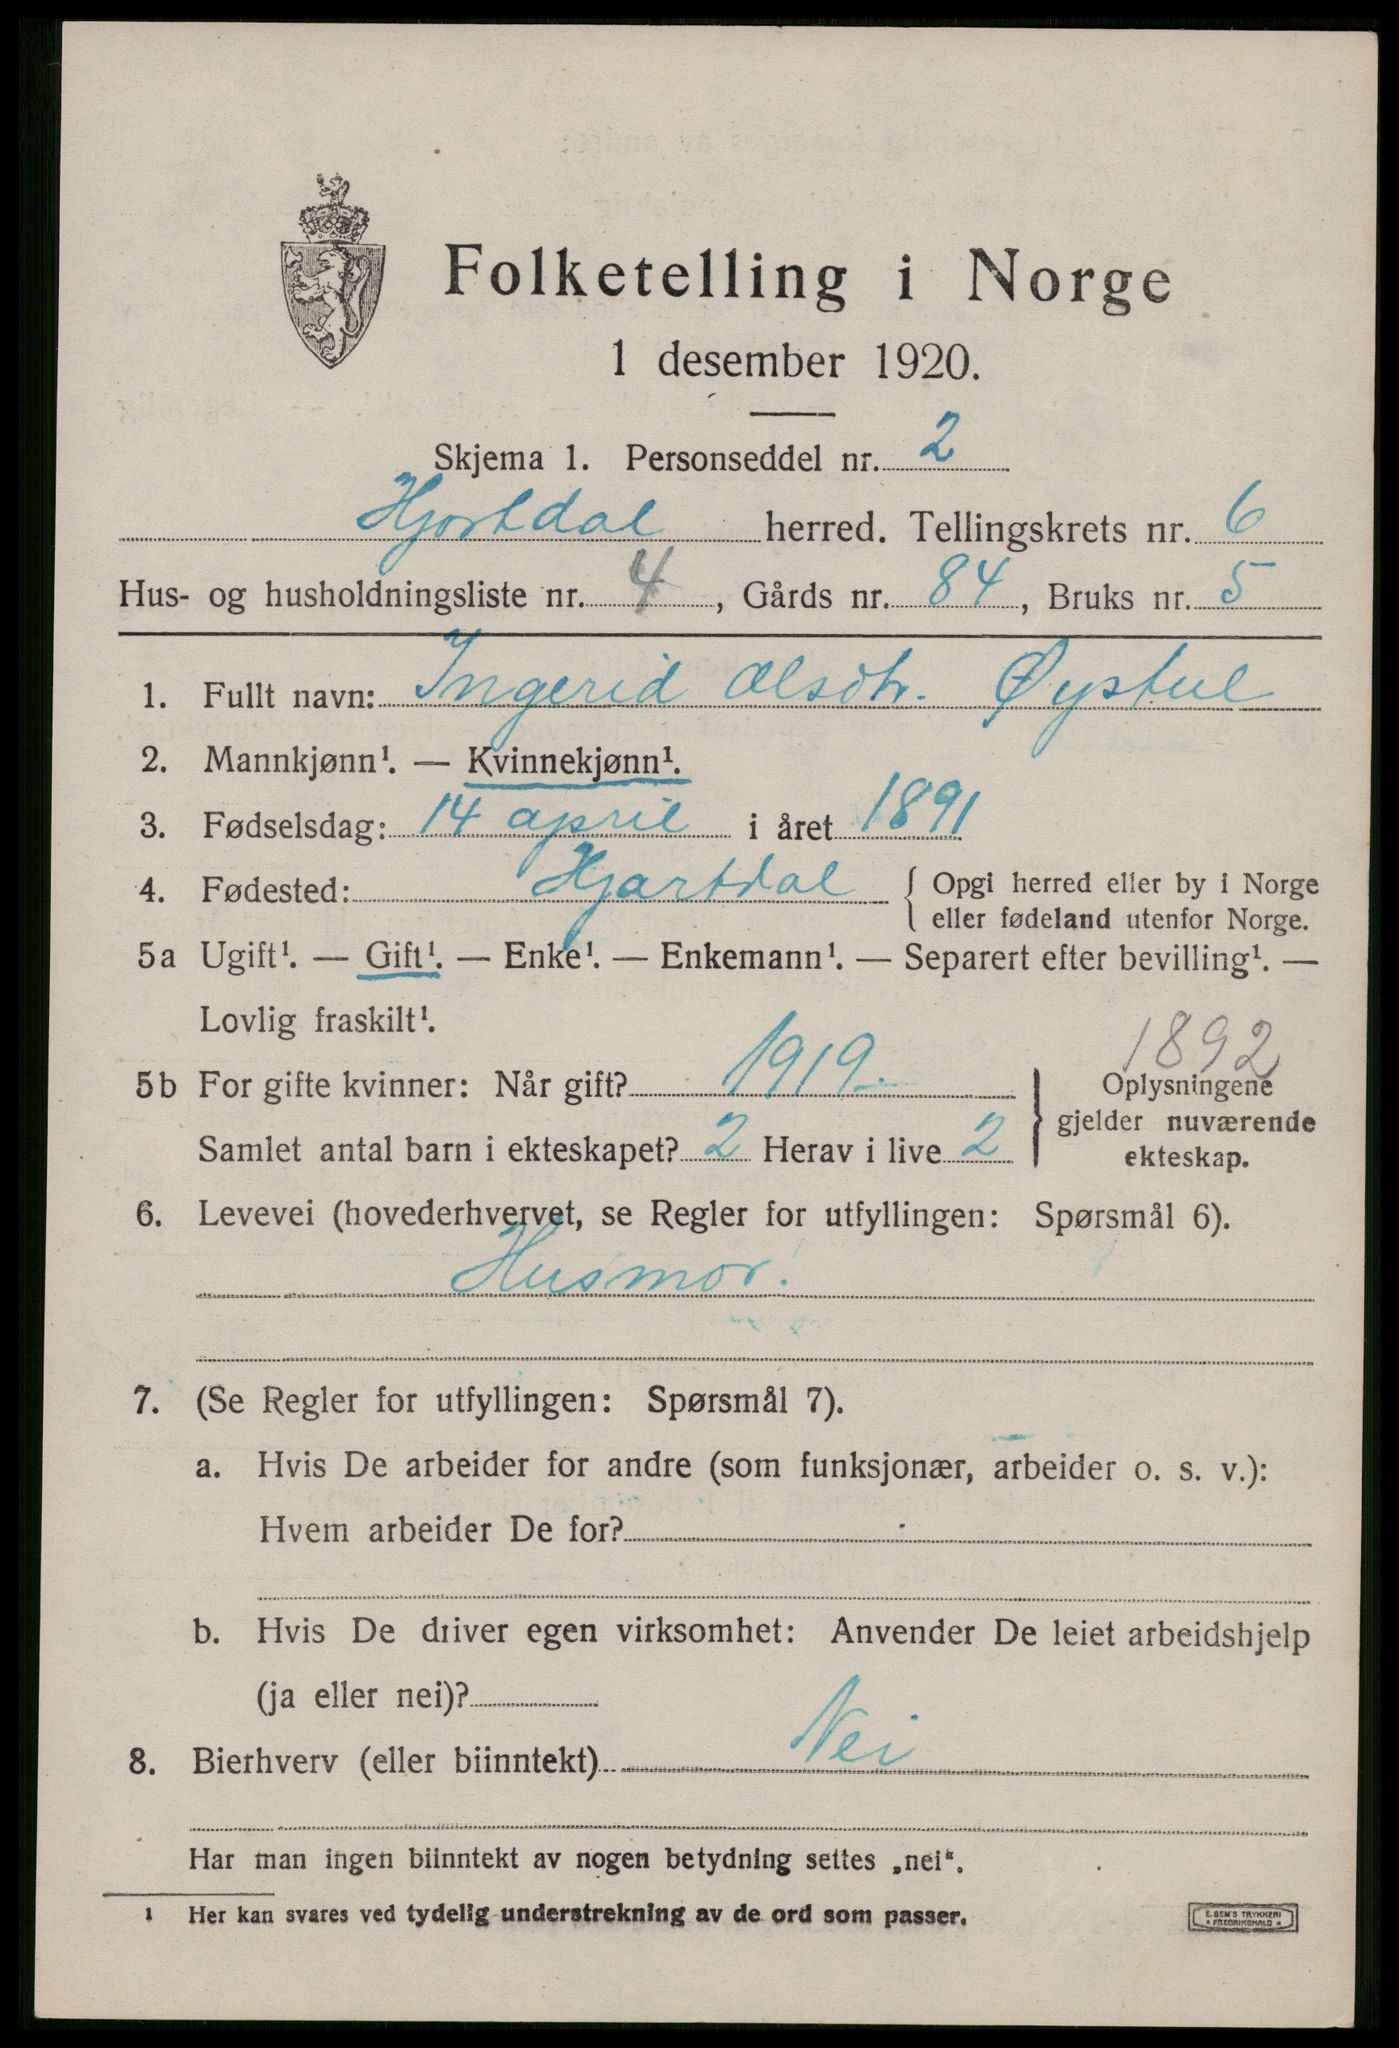 Folketelling i Norge
1 desember 1920.
Skjema 1. Personseddel nr. 2
Hjartdal herred. Tellingskrets nr. 6
Hus- og husholdningsliste nr. 4, Gårds nr. 84, Bruks nr. 5
1. Fullt navn: Ingerid Olsdtr. Øystul
2. Mannkjønn¹. — Kvinnekjønn¹.
3. Fødselsdag: 14 april i året 1891
4. Fødested: Hjartdal { Opgi herred eller by i Norge
eller fødeland utenfor Norge.
5a Ugift¹. — Gift¹. — Enke¹. — Enkemann¹. — Separert efter bevilling¹. —
Lovlig fraskilt¹.
1892
5b For gifte kvinner: Når gift? 1919. } Oplysningene
gjelder nuværende
Samlet antal barn i ekteskapet? 2 Herav i live 2 ekteskap.
6. Levevei (hovederhvervet, se Regler for utfyllingen: Spørsmål 6).
Husmor.
7. (Se Regler for utfyllingen: Spørsmål 7).
a. Hvis De arbeider for andre (som funksjonær, arbeider o. s. v.):
Hvem arbeider De for?
b. Hvis De driver egen virksomhet: Anvender De leiet arbeidshjelp
(ja eller nei)?
8. Bierhverv (eller biinntekt) Nei
Har man ingen biinntekt av nogen betydning settes „nei“.
¹ Her kan svares ved tydelig understrekning av de ord som passer.
E. SEM'S TRYKKERI
• FREDRIKSHALD •